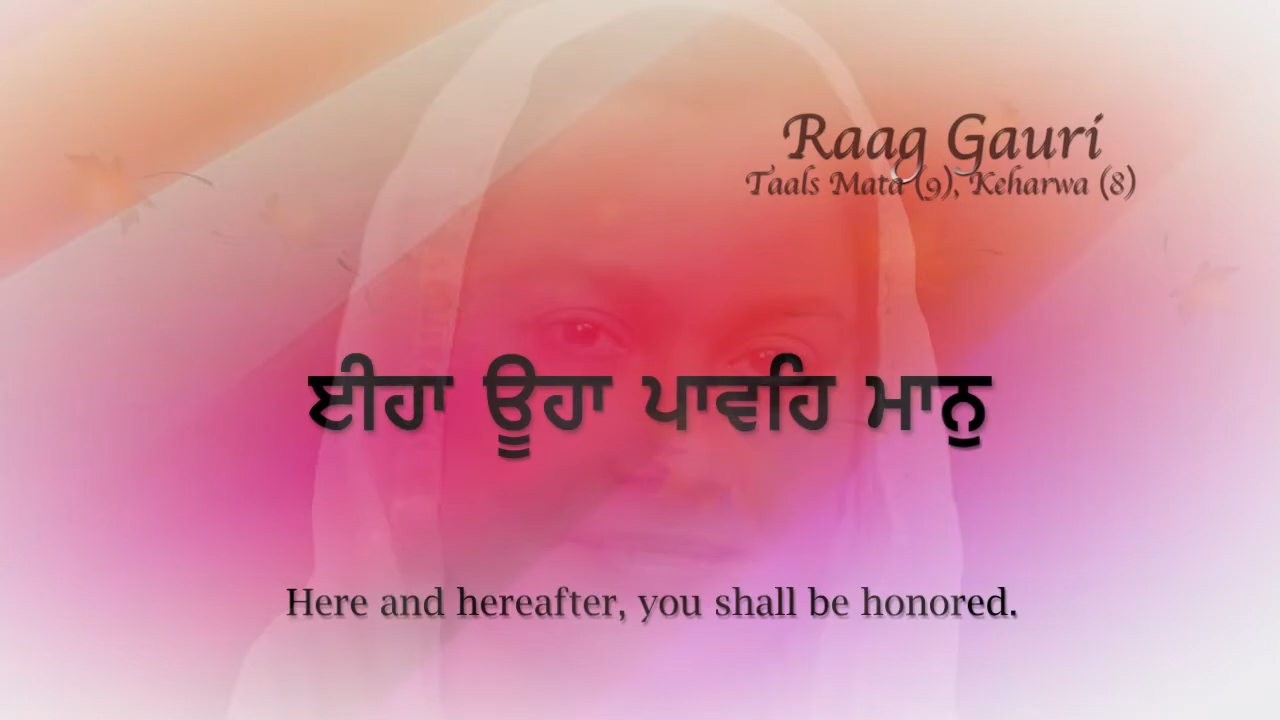 Raag Gauri
Taals Mata (9), Keharwa (8)
ਈਹਾ ਊਹਾ ਪਾਵਹਿ ਮਾਨੁ
Here and hereafter, you shall be honored.